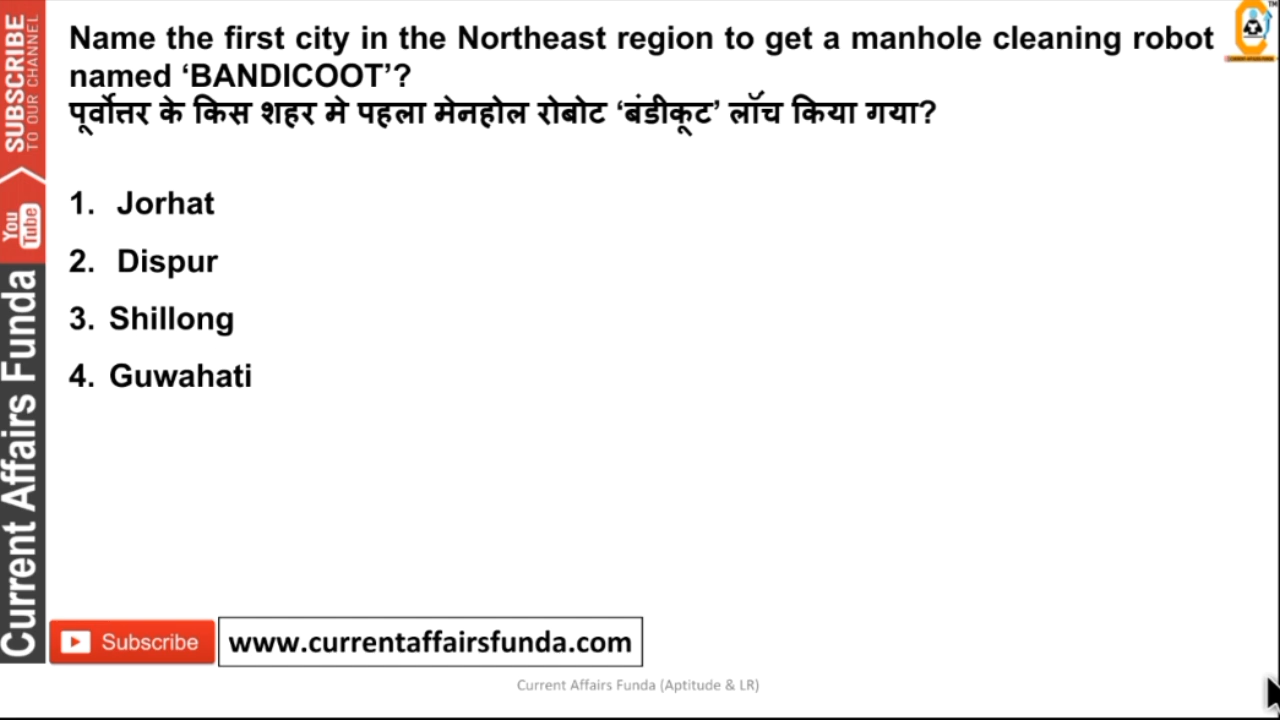 Name the first city in the Northeast region to get a manhole cleaning robot
named ‘BANDICOOT’?
पूर्वोत्तर के किस शहर मे पहला मेनहोल रोबोट ‘बंडीकूट’ लॉच किया गया?
1. Jorhat
2. Dispur
3. Shillong
4. Guwahati
SUBSCRIBE
TO OUR CHANNEL
You
Tube
Current Affairs Funda
Subscribe
www.currentaffairsfunda.com
Current Affairs Funda (Aptitude & LR)